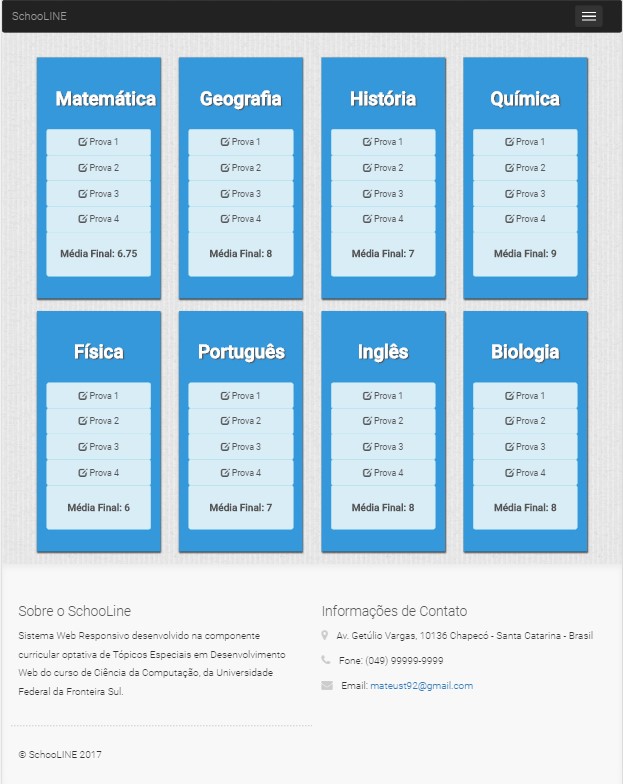 SchooLINE
Matemática
Prova 1
Prova 2
Prova 3
Prova 4
Média Final: 6.75
Geografia
Prova 1
Prova 2
Prova 3
Prova 4
Média Final: 8
História
Prova 1
Prova 2
Prova 3
Prova 4
Média Final: 7
Química
Prova 1
Prova 2
Prova 3
Prova 4
Média Final: 9
Física
Prova 1
Prova 2
Prova 3
Prova 4
Média Final: 6
Português
Prova 1
Prova 2
Prova 3
Prova 4
Média Final: 7
Inglês
Prova 1
Prova 2
Prova 3
Prova 4
Média Final: 8
Biologia
Prova 1
Prova 2
Prova 3
Prova 4
Média Final: 8
Sobre o SchooLine
Sistema Web Responsivo desenvolvido na componente
curricular optativa de Tópicos Especiais em Desenvolvimento
Web do curso de Ciência da Computação, da Universidade
Federal da Fronteira Sul.
Informações de Contato
Av. Getúlio Vargas, 10136 Chapecó - Santa Catarina - Brasil
Fone: (049) 99999-9999
Email: mateust92@gmail.com
© SchooLINE 2017